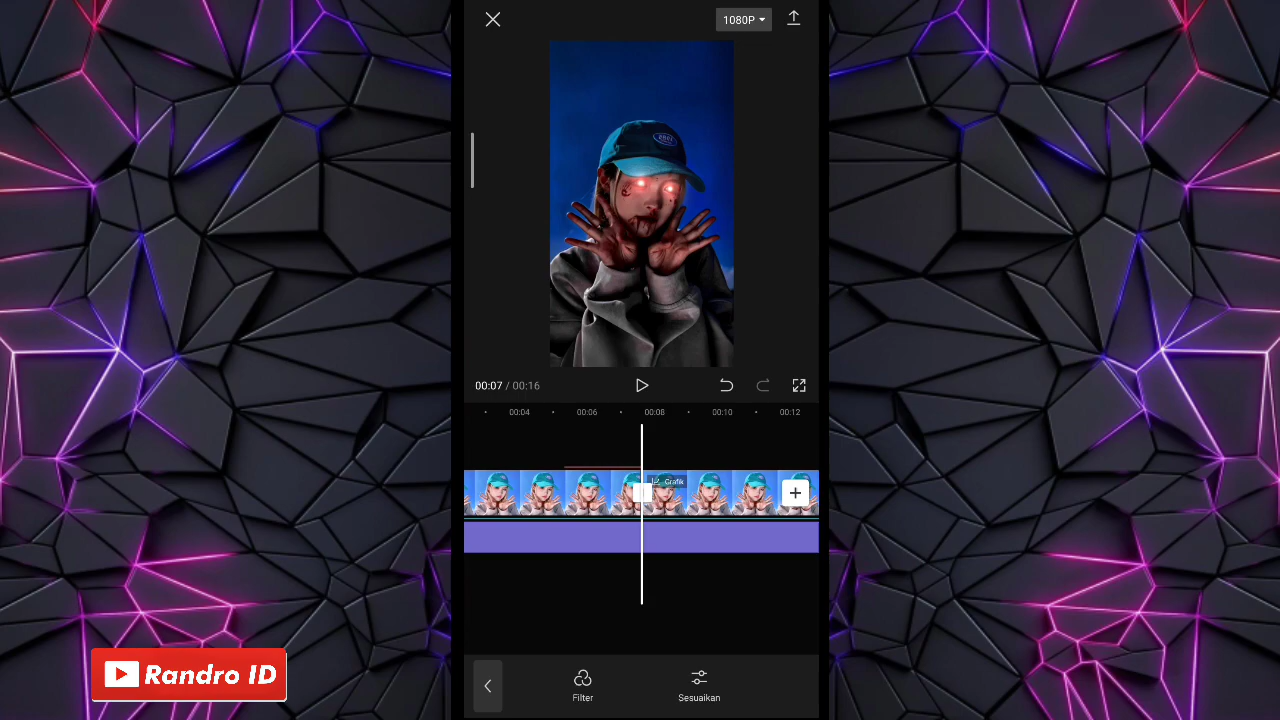 1080P
00:07 / 00:16
00:04
00:06
00:08
00:10
00:12
Grafik
Filter
Sesuaikan
Randro ID